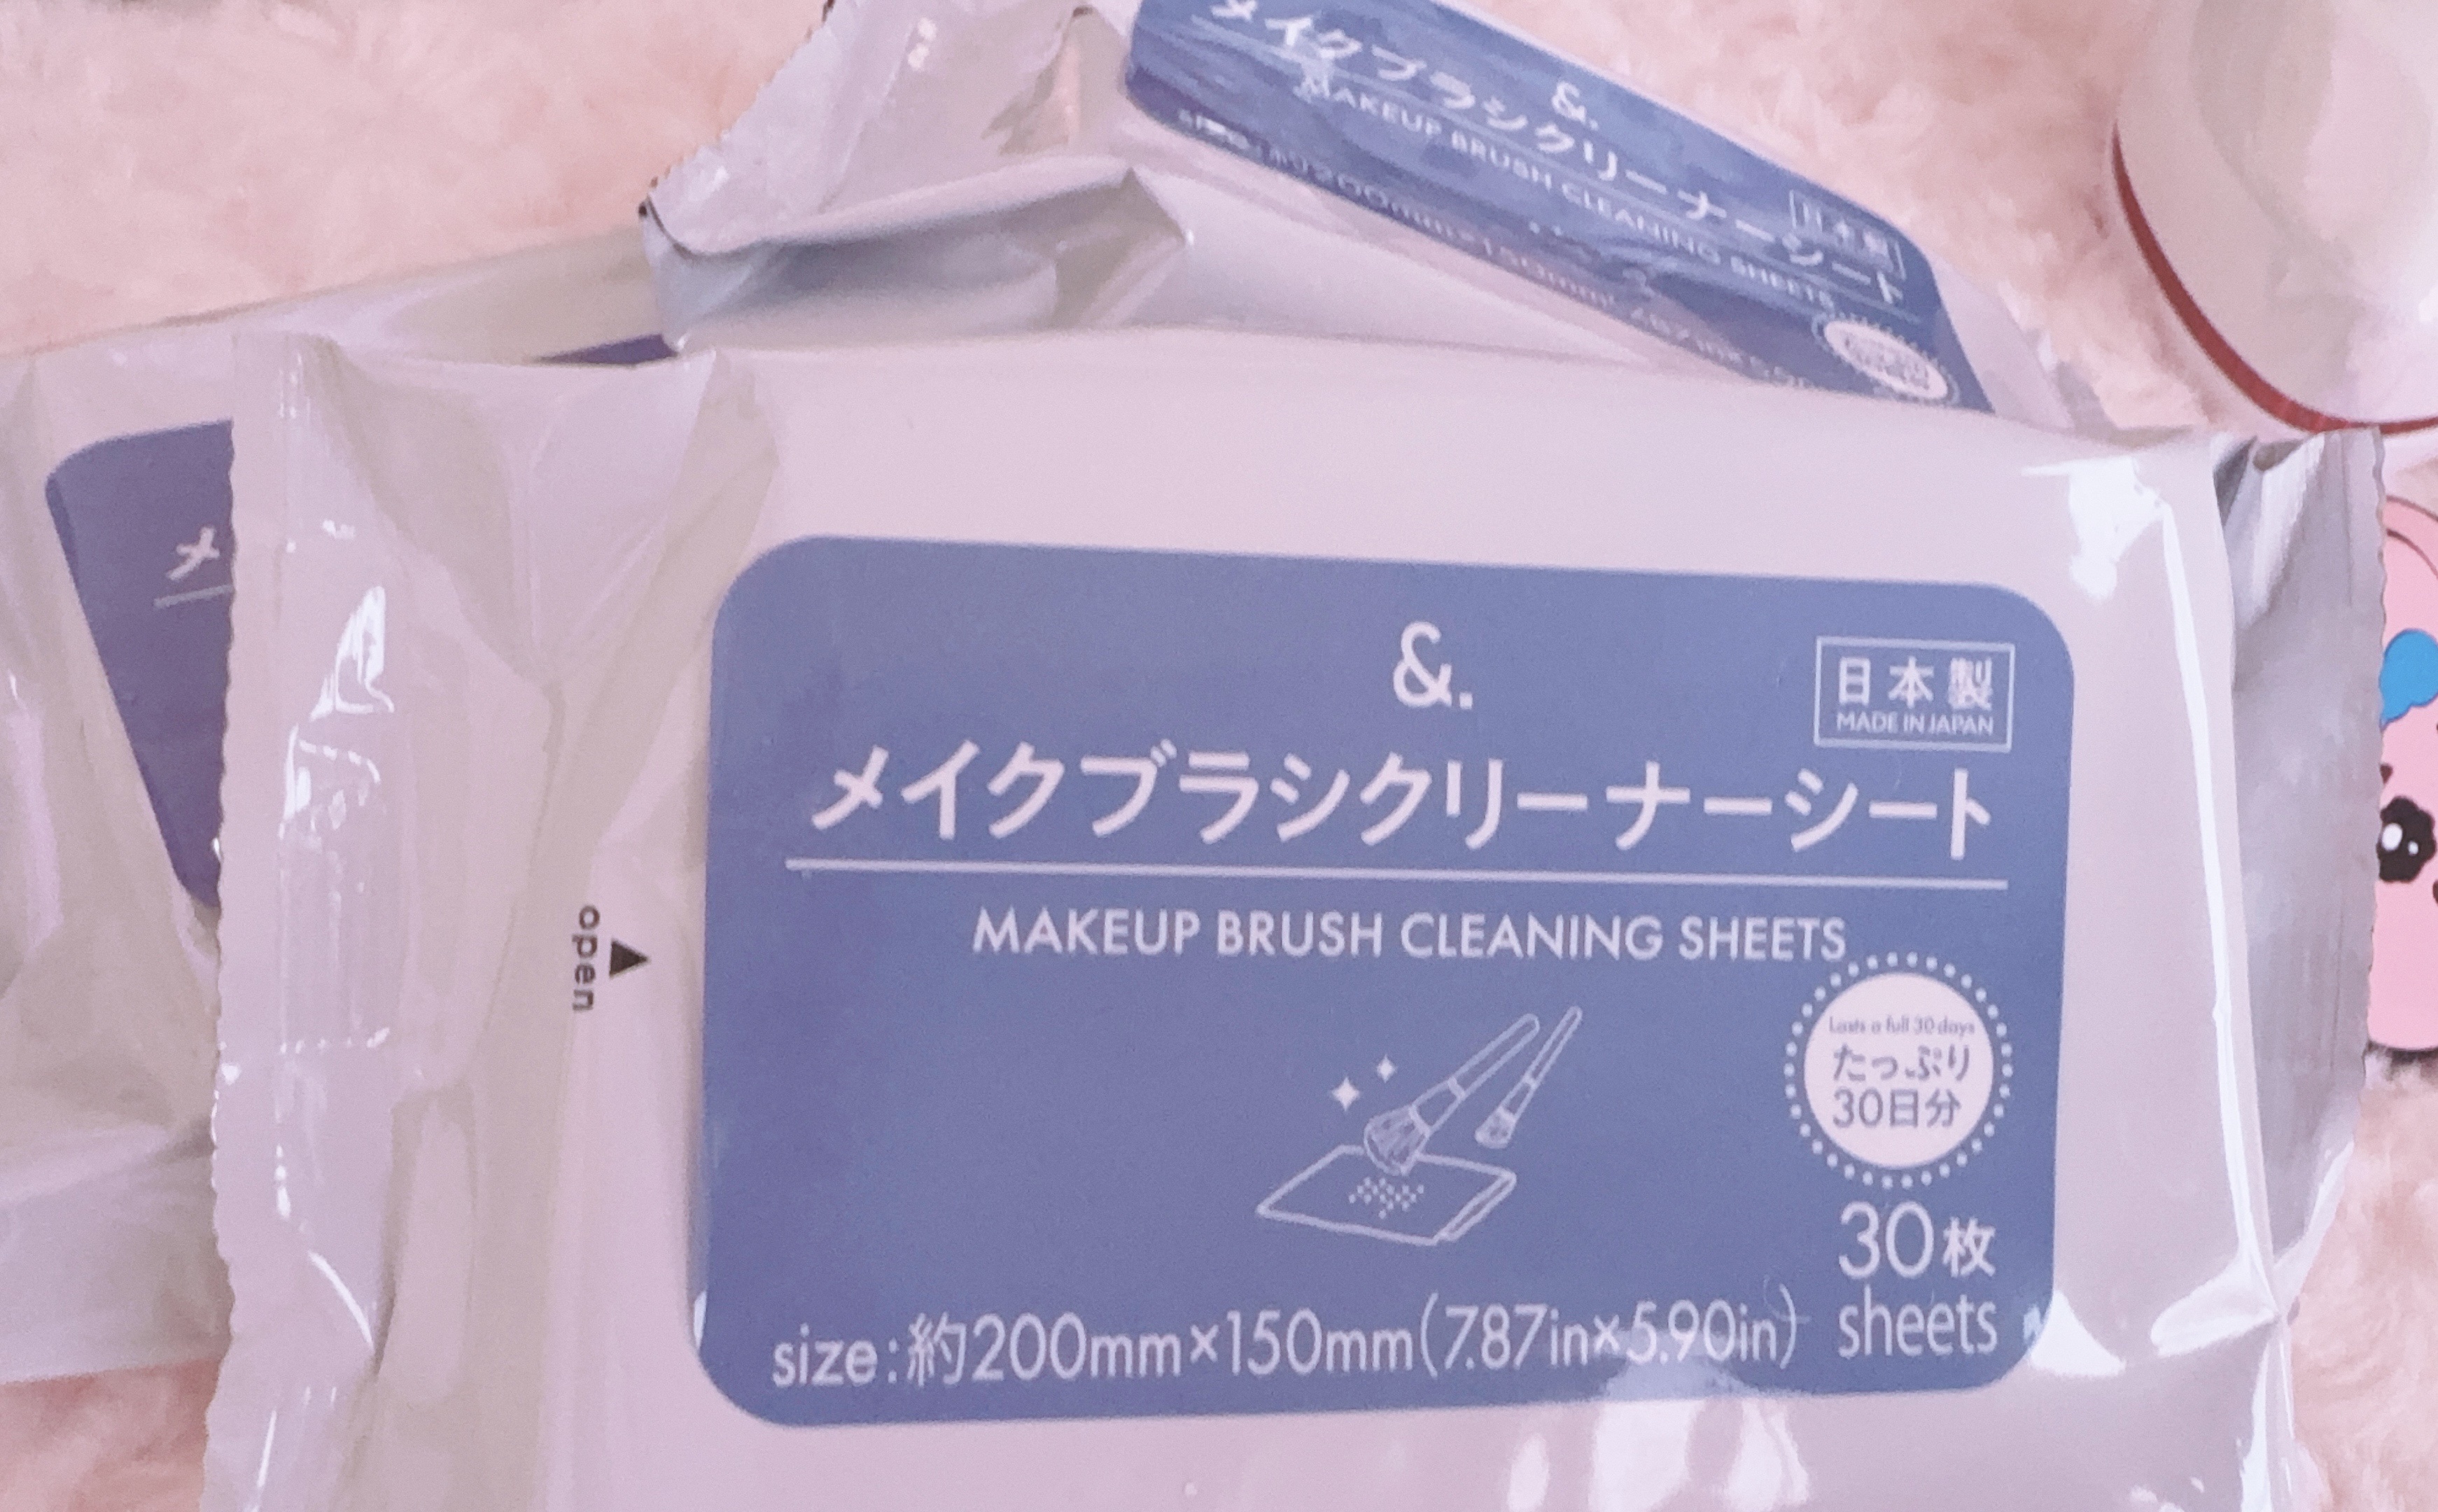 メイクブラシクリーナーシート
&.
日本製
MAKEUP BRUSH CLEANING SHEETS
メ
&.
日本製
MADE IN JAPAN
メイクブラシクリーナーシート
MAKEUP BRUSH CLEANING SHEETS
open
Lasts a full 30 days
たっぷり
30日分
30枚
sheets
size:約200mm×150mm(7.87in×5.90in)